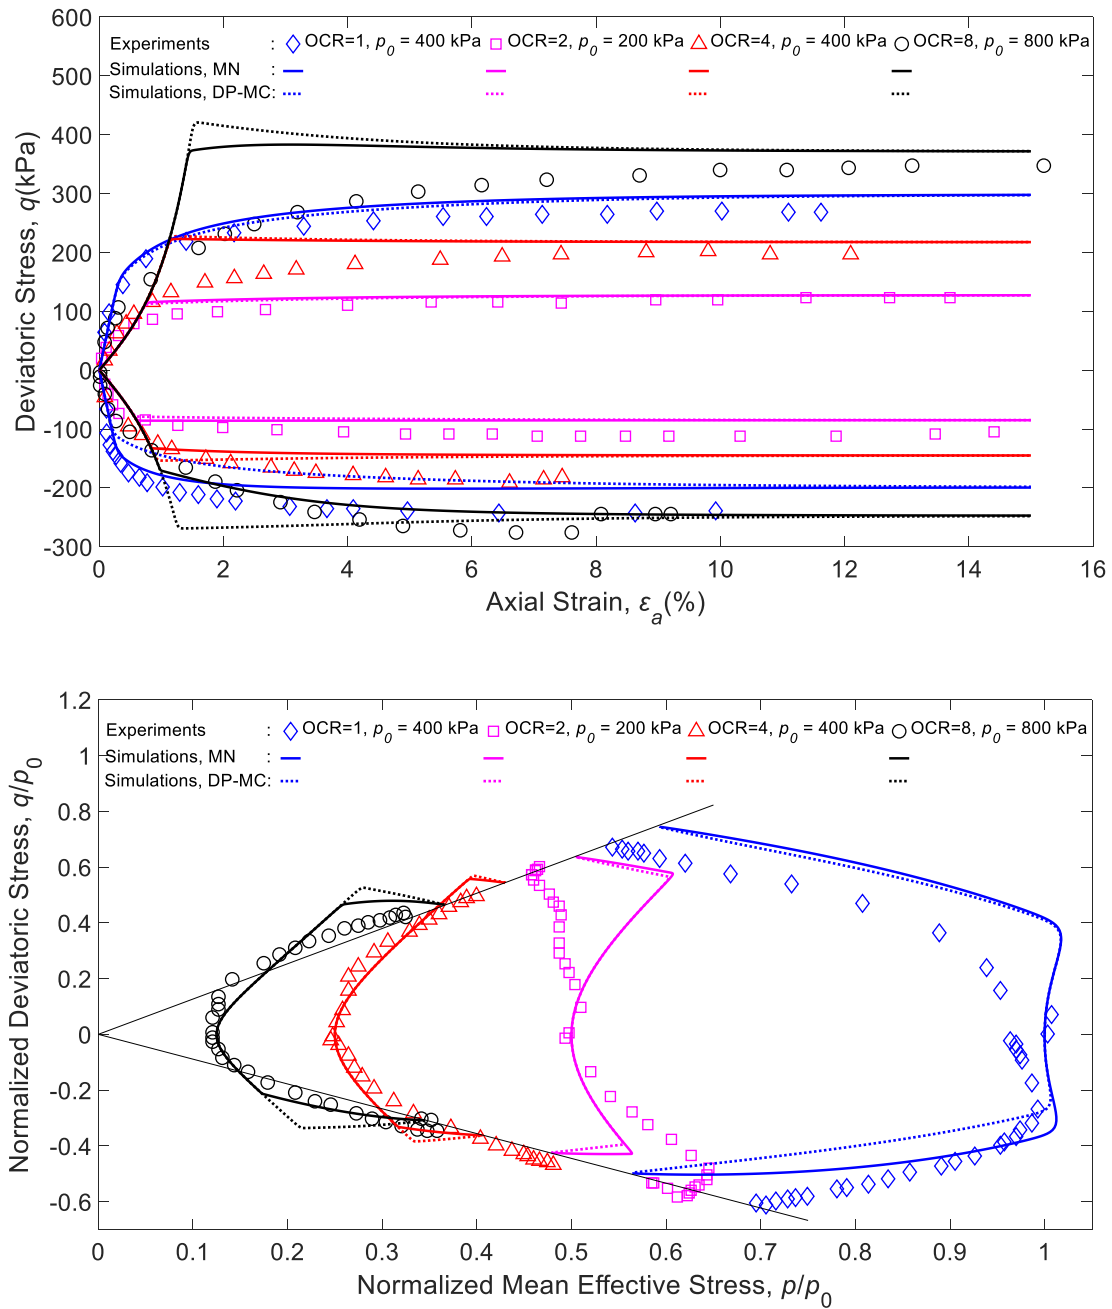 600
500
400
300
200
100
0
-100
-200
-300
Deviatoric Stress, q(kPa)
Experiments : OCR=1, p0 = 400 kPa OCR=2, p0 = 200 kPa OCR=4, p0 = 400 kPa OCR=8, p0 = 800 kPa
Simulations, MN :
Simulations, DP-MC:
0 2 4 6 8 10 12 14 16
Axial Strain, εa(%)
1.2
1
0.8
0.6
0.4
0.2
0
-0.2
-0.4
-0.6
Normalized Deviatoric Stress, q/p0
Experiments : OCR=1, p0 = 400 kPa OCR=2, p0 = 200 kPa OCR=4, p0 = 400 kPa OCR=8, p0 = 800 kPa
Simulations, MN :
Simulations, DP-MC:
0 0.1 0.2 0.3 0.4 0.5 0.6 0.7 0.8 0.9 1
Normalized Mean Effective Stress, p/p0